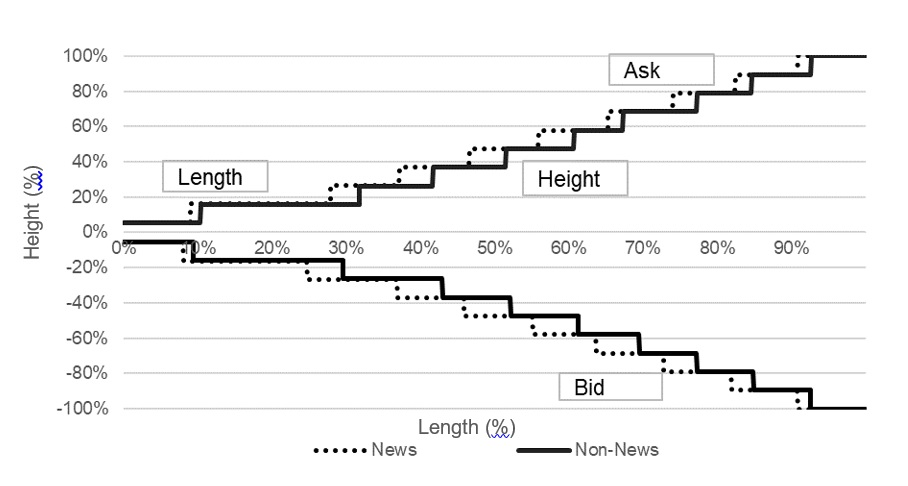 100%
Ask
80%
60%
40%
Length
Height
20%
0%
0% 10% 20% 30% 40% 50% 60% 70% 80% 90%
-20%
-40%
-60%
-80%
Bid
-100%
Height (%)
Length (%)
News Non-News